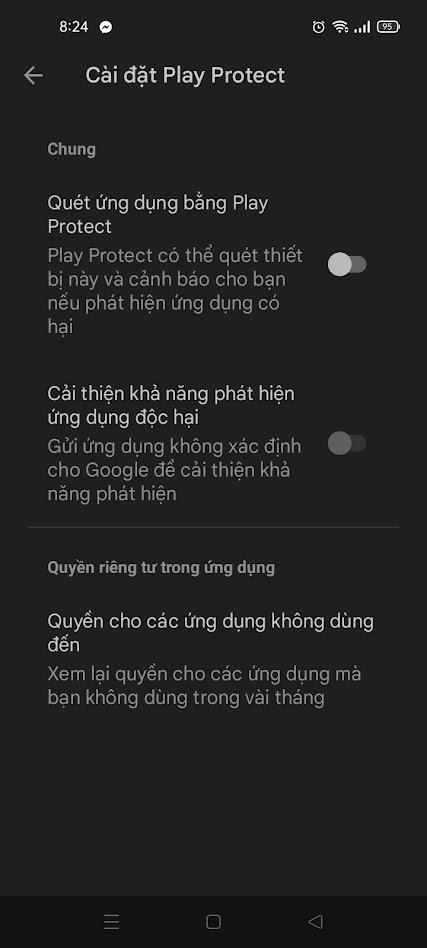 8:24
95
Cài đặt Play Protect
Chung
Quét ứng dụng bằng Play
Protect
Play Protect có thể quét thiết
bị này và cảnh báo cho bạn
nếu phát hiện ứng dụng có
hại
Cải thiện khả năng phát hiện
ứng dụng độc hại
Gửi ứng dụng không xác định
cho Google để cải thiện khả
năng phát hiện
Quyền riêng tư trong ứng dụng
Quyền cho các ứng dụng không dùng
đến
Xem lại quyền cho các ứng dụng mà
bạn không dùng trong vài tháng